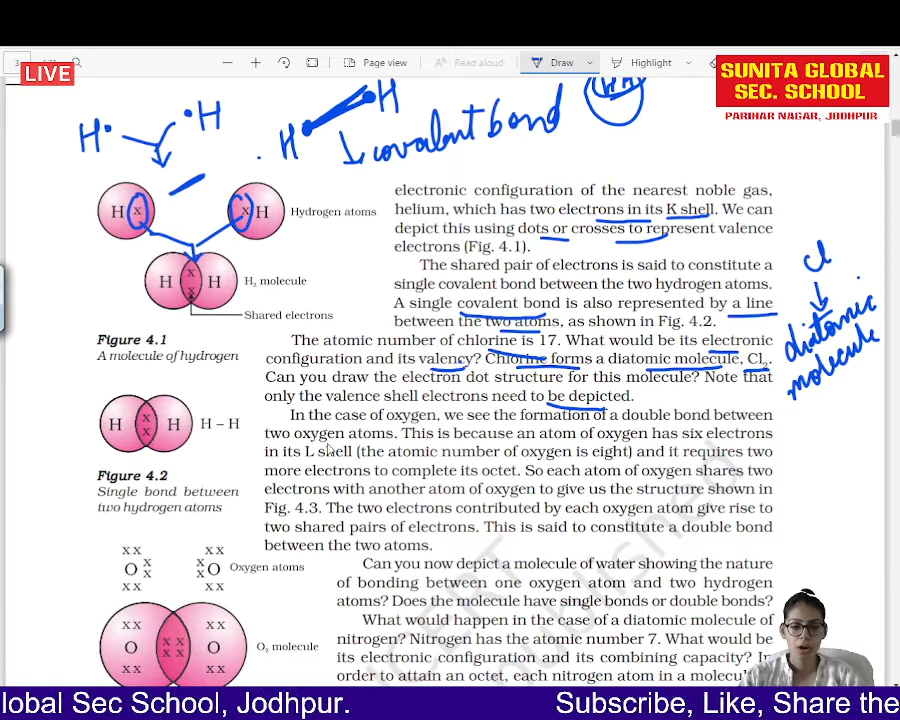 3
Page view
Read aloud
Draw
Highlight
LIVE
SUNITA GLOBAL
SEC. SCHOOL
PARIHAR NAGAR, JODHPUR
H
H
H
H
covalent bond
H x
x H
Hydrogen atoms
H x x H
H₂ molecule
Shared electrons
Figure 4.1
A molecule of hydrogen
H x x H
H – H
Figure 4.2
Single bond between
two hydrogen atoms
x x
x x
O x x
x x O
Oxygen atoms
x x
x x
x x
x x
O
x x
x x
O
O₂ molecule
x x
x x
electronic configuration of the nearest noble gas,
helium, which has two electrons in its K shell. We can
depict this using dots or crosses to represent valence
electrons (Fig. 4.1).
The shared pair of electrons is said to constitute a
single covalent bond between the two hydrogen atoms.
A single covalent bond is also represented by a line
between the two atoms, as shown in Fig. 4.2.
The atomic number of chlorine is 17. What would be its electronic
configuration and its valency? Chlorine forms a diatomic molecule, Cl₂.
Can you draw the electron dot structure for this molecule? Note that
only the valence shell electrons need to be depicted.
In the case of oxygen, we see the formation of a double bond between
two oxygen atoms. This is because an atom of oxygen has six electrons
in its L shell (the atomic number of oxygen is eight) and it requires two
more electrons to complete its octet. So each atom of oxygen shares two
electrons with another atom of oxygen to give us the structure shown in
Fig. 4.3. The two electrons contributed by each oxygen atom give rise to
two shared pairs of electrons. This is said to constitute a double bond
between the two atoms.
Can you now depict a molecule of water showing the nature
of bonding between one oxygen atom and two hydrogen
atoms? Does the molecule have single bonds or double bonds?
What would happen in the case of a diatomic molecule of
nitrogen? Nitrogen has the atomic number 7. What would be
its electronic configuration and its combining capacity? In
order to attain an octet, each nitrogen atom in a molecul
Cl
diatomic
molecule
lobal Sec School, Jodhpur.
Subscribe, Like, Share the